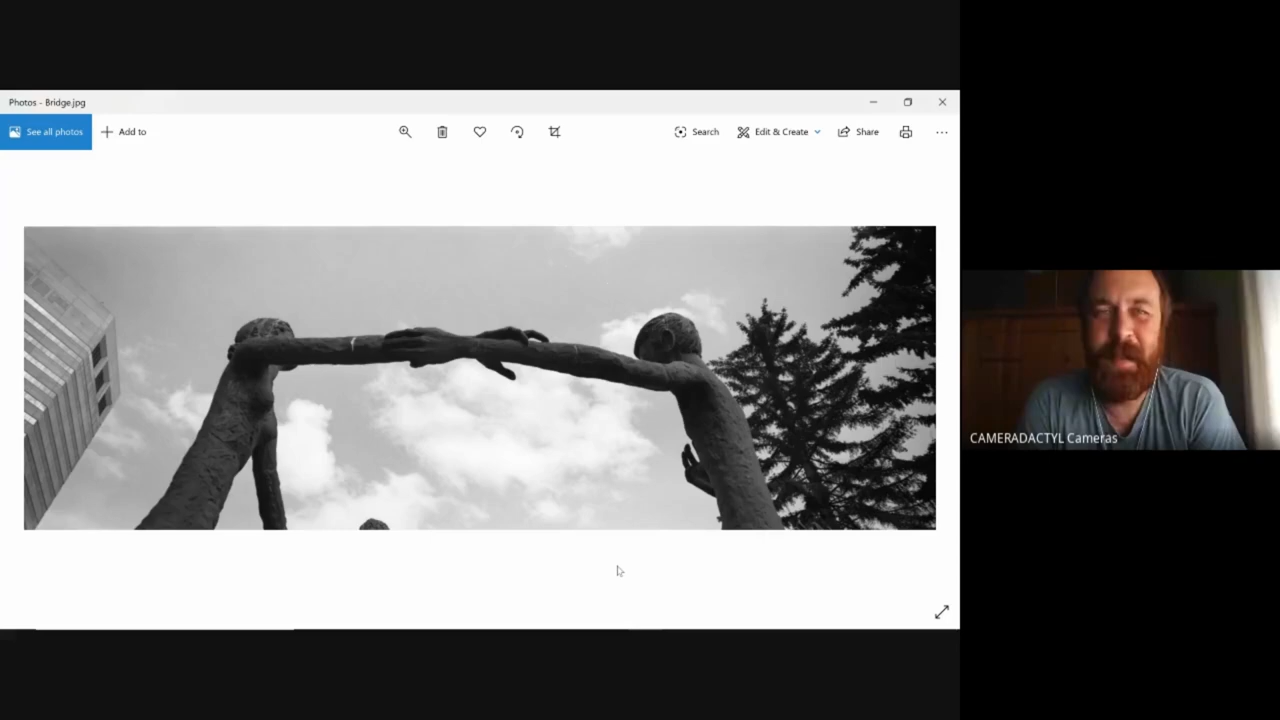 Photos - Bridge.jpg
See all photos
Add to
Search
Edit & Create
Share
CAMERADACTYL Cameras